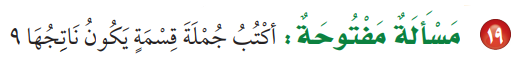 ١٩ مَسْأَلَةٌ مَفْتُوحَةٌ : أَكْتُبُ جُمْلَةَ قِسْمَةٍ يَكُونُ نَاتِجُهَا ٩